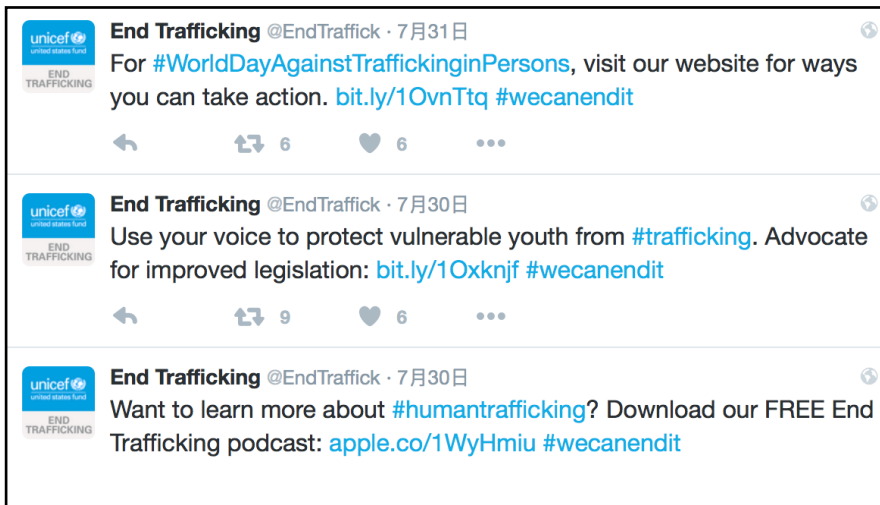 unicef
united states fund
END
TRAFFICKING
End Trafficking @EndTraffick · 7月31日
For #WorldDayAgainstTraffickinginPersons, visit our website for ways
you can take action. bit.ly/1OvnTtq #wecanendit
6 6
unicef
united states fund
END
TRAFFICKING
End Trafficking @EndTraffick · 7月30日
Use your voice to protect vulnerable youth from #trafficking. Advocate
for improved legislation: bit.ly/1Oxknjf #wecanendit
9 6
unicef
united states fund
END
TRAFFICKING
End Trafficking @EndTraffick · 7月30日
Want to learn more about #humantrafficking? Download our FREE End
Trafficking podcast: apple.co/1WyHmiu #wecanendit